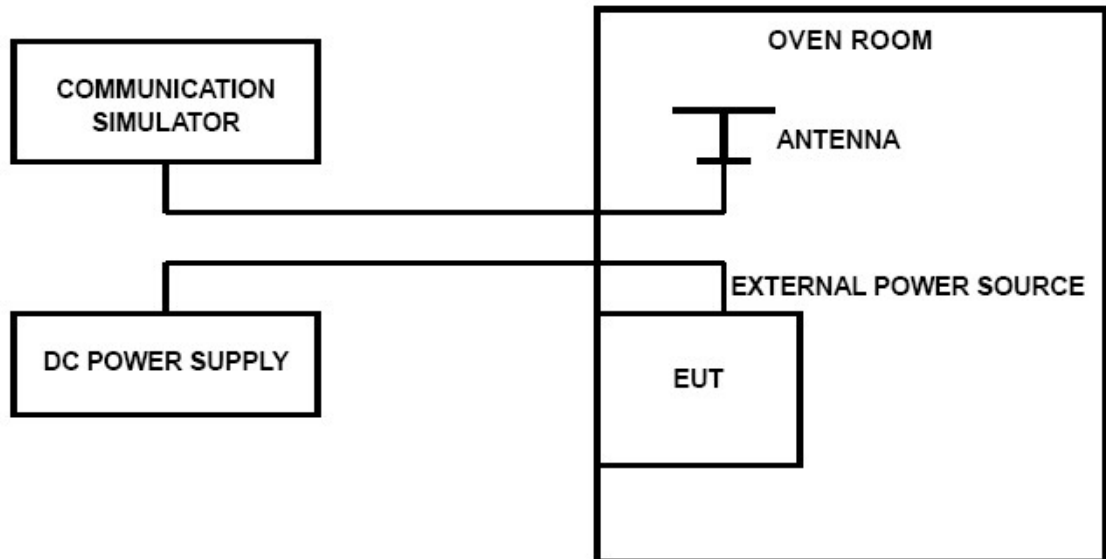 OVEN ROOM
COMMUNICATION
SIMULATOR
ANTENNA
EXTERNAL POWER SOURCE
DC POWER SUPPLY
EUT